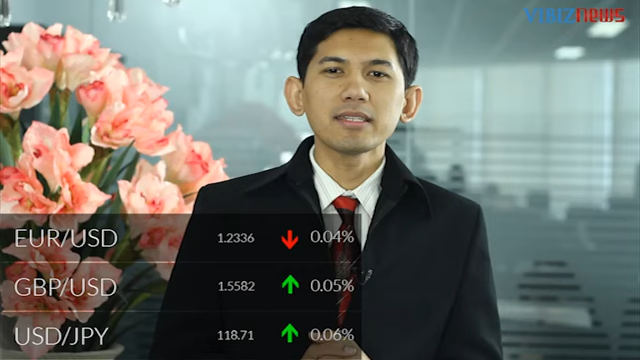 VIBIZNEWS
EUR/USD 1.2336 0.04%
GBP/USD 1.5582 0.05%
USD/JPY 118.71 0.06%